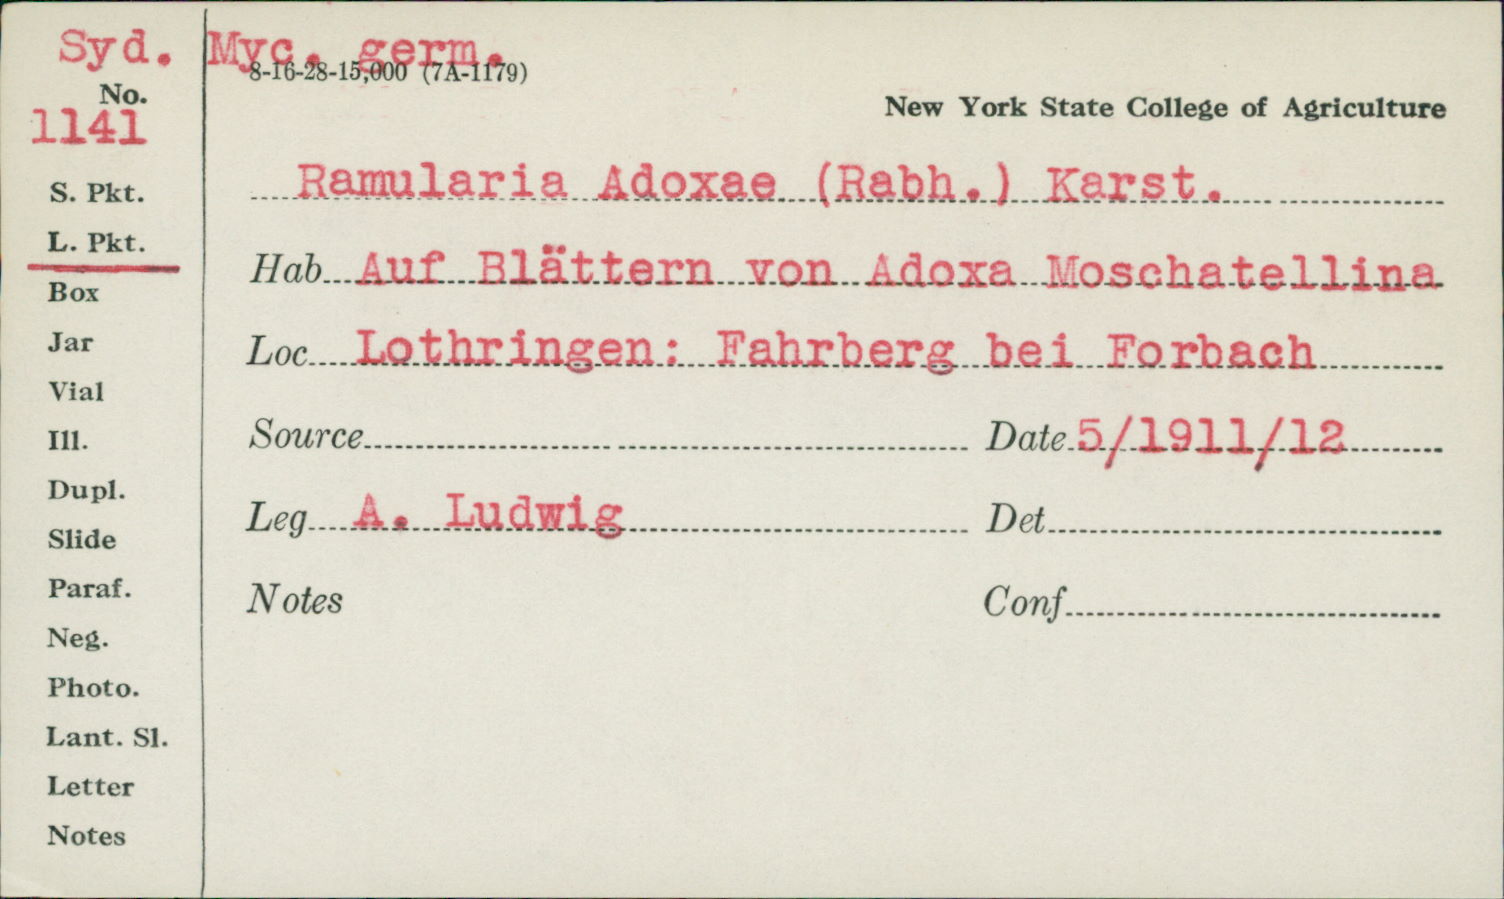 Syd. Myc. germ.
8-16-28-15,000 (7A-1179)
No.
1141
New York State College of Agriculture
S. Pkt.
Ramularia Adoxae (Rabh.) Karst.
L. Pkt.
Hab Auf Blättern von Adoxa Moschatellina
Box
Jar
Loc Lothringen: Fahrberg bei Forbach
Vial
Ill.
Source Date 5/1911/12
Dupl.
Leg A. Ludwig Det
Slide
Paraf.
Notes Conf
Neg.
Photo.
Lant. Sl.
Letter
Notes